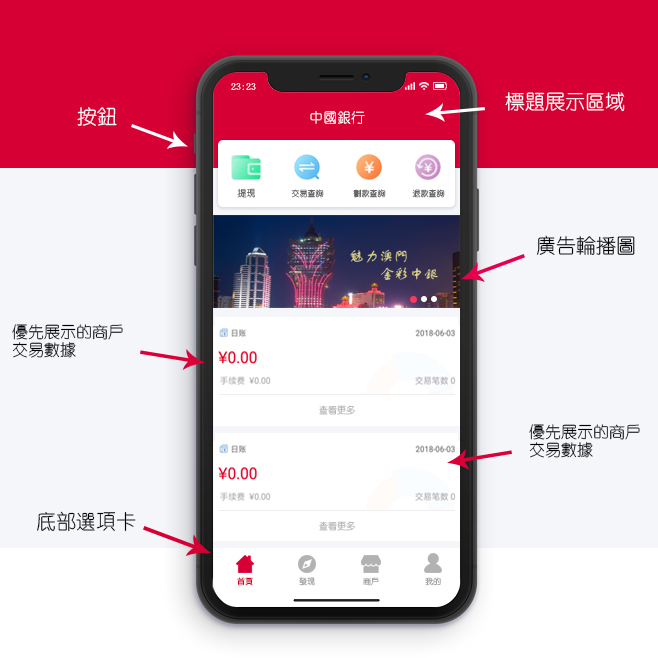 23:23
中國銀行
標題展示區域
按鈕
提现
交易查詢
劃款查詢
退款查詢
廣告輪播圖
魅力澳門
金彩中銀
優先展示的商戶
交易數據
日账
2018-06-03
¥0.00
手续费 ¥0.00
交易笔数 0
查看更多
優先展示的商戶
交易數據
日账
2018-06-03
¥0.00
手续费 ¥0.00
交易笔数 0
查看更多
底部選項卡
首頁
發現
商戶
我的